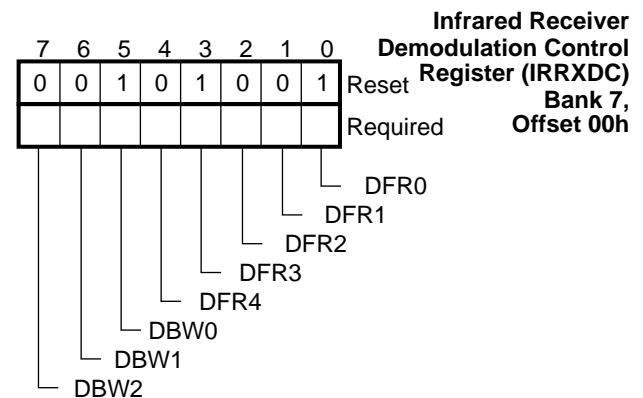 Infrared Receiver
Demodulation Control
Register (IRRXDC)
Bank 7,
Offset 00h
7 6 5 4 3 2 1 0
0 0 1 0 1 0 0 1 Reset
Required
DFR0
DFR1
DFR2
DFR3
DFR4
DBW0
DBW1
DBW2